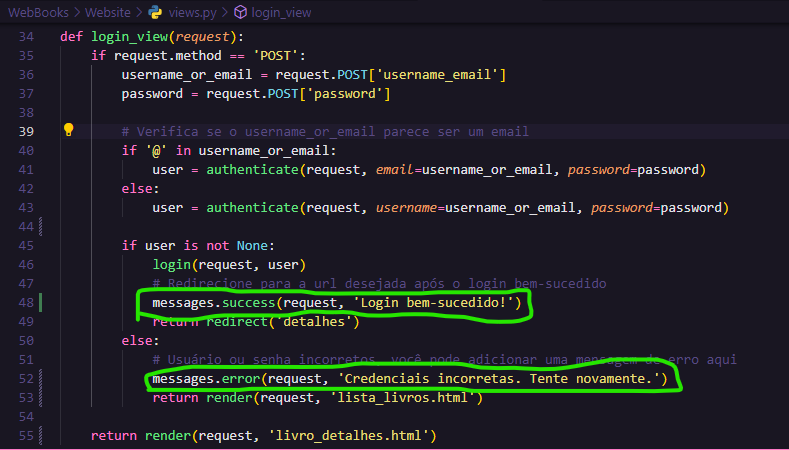 WebBooks > Website > views.py > login_view
34 def login_view(request):
35 if request.method == 'POST':
36 username_or_email = request.POST['username_email']
37 password = request.POST['password']
38
39 # Verifica se o username_or_email parece ser um email
40 if '@' in username_or_email:
41 user = authenticate(request, email=username_or_email, password=password)
42 else:
43 user = authenticate(request, username=username_or_email, password=password)
44
45 if user is not None:
46 login(request, user)
47 # Redirecione para a url desejada após o login bem-sucedido
48 messages.success(request, 'Login bem-sucedido!')
49 return redirect('detalhes')
50 else:
51 # Usuário ou senha incorretos, você pode adicionar uma mensagem de erro aqui
52 messages.error(request, 'Credenciais incorretas. Tente novamente.')
53 return render(request, 'lista_livros.html')
54
55 return render(request, 'livro_detalhes.html')